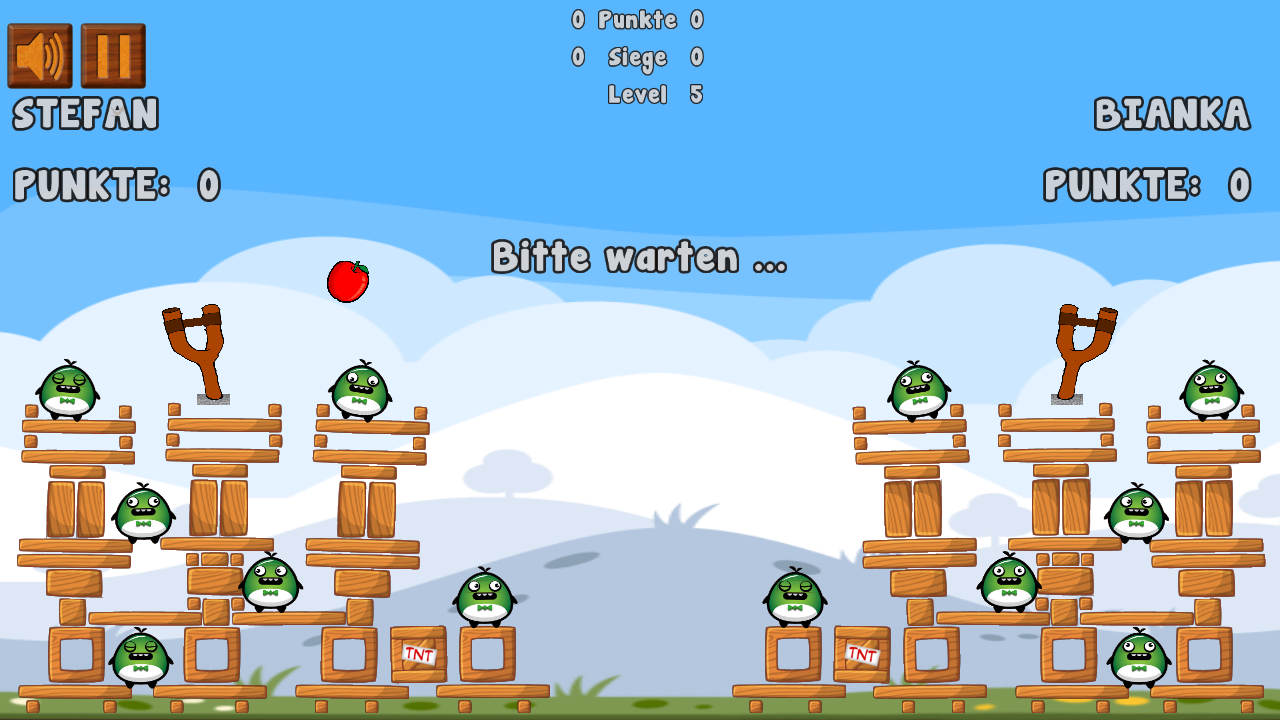 0 Punkte 0
0 Siege 0
Level 5
STEFAN
BIANKA
PUNKTE: 0
PUNKTE: 0
Bitte warten ...
TNT
TNT